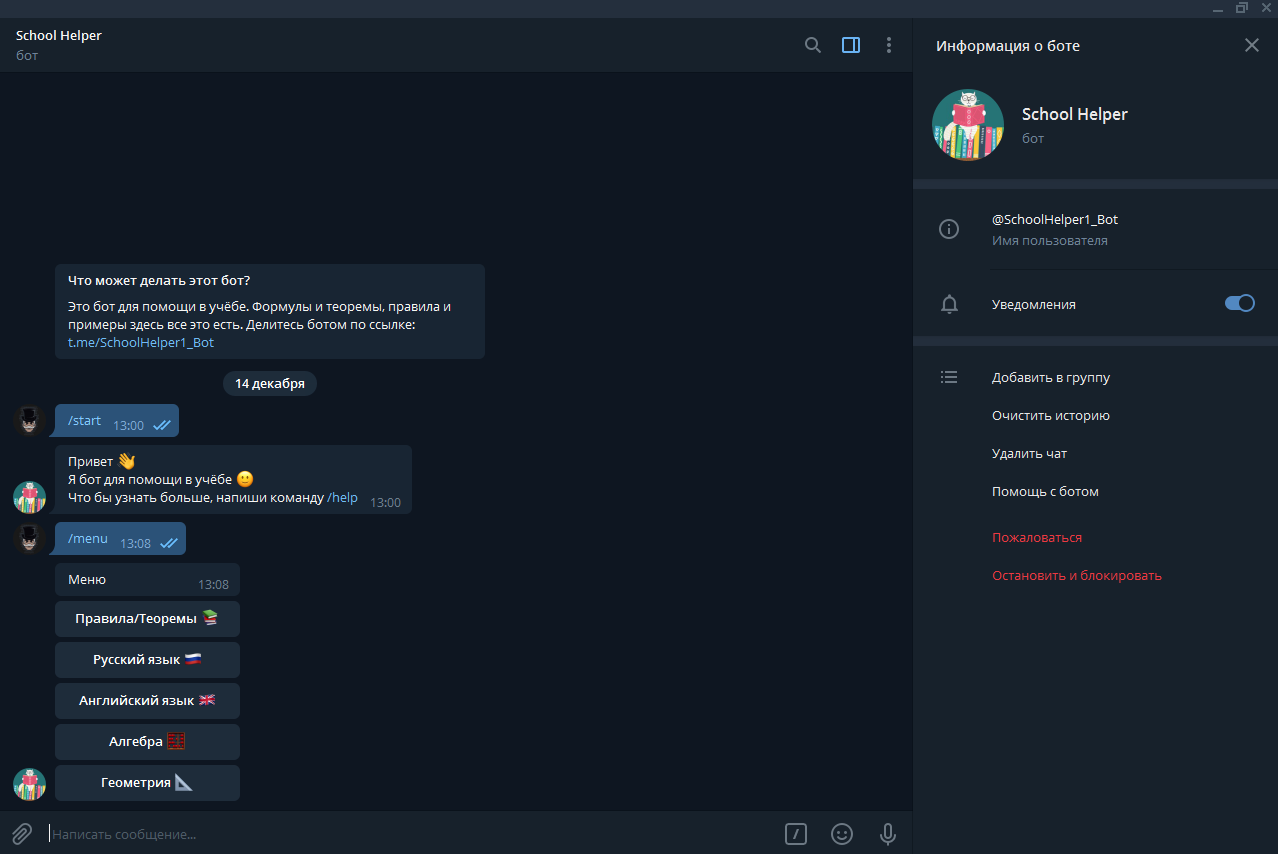 School Helper
бот
Что может делать этот бот?
Это бот для помощи в учёбе. Формулы и теоремы, правила и
примеры здесь все это есть. Делитесь ботом по ссылке:
t.me/SchoolHelper1_Bot
14 декабря
/start 13:00
Привет 👋
Я бот для помощи в учёбе 🙂
Что бы узнать больше, напиши команду /help 13:00
/menu 13:08
Меню 13:08
Правила/Теоремы 📚
Русский язык 🇷🇺
Английский язык 🇬🇧
Алгебра 🧮
Геометрия 📐
Написать сообщение...
Информация о боте
School Helper
бот
@SchoolHelper1_Bot
Имя пользователя
Уведомления
Добавить в группу
Очистить историю
Удалить чат
Помощь с ботом
Пожаловаться
Остановить и блокировать